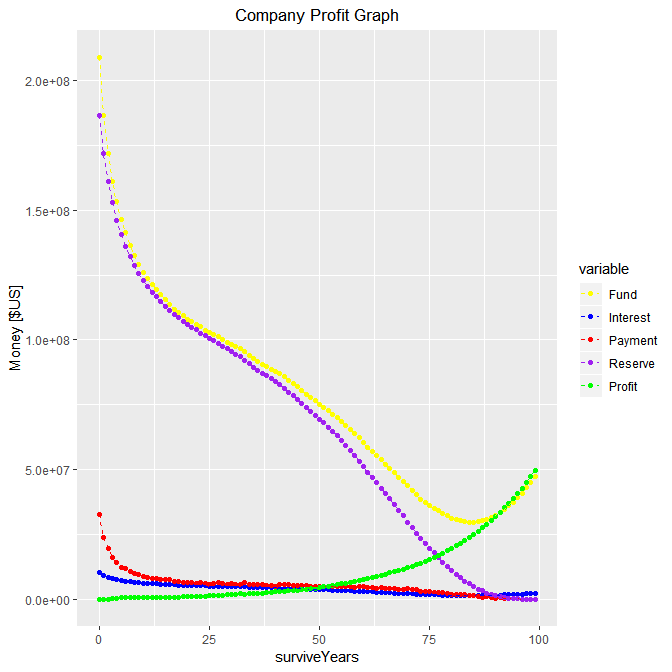 Company Profit Graph
Money [$US]
2.0e+08
1.5e+08
1.0e+08
5.0e+07
0.0e+00
0
25
50
75
100
surviveYears
variable
Fund
Interest
Payment
Reserve
Profit